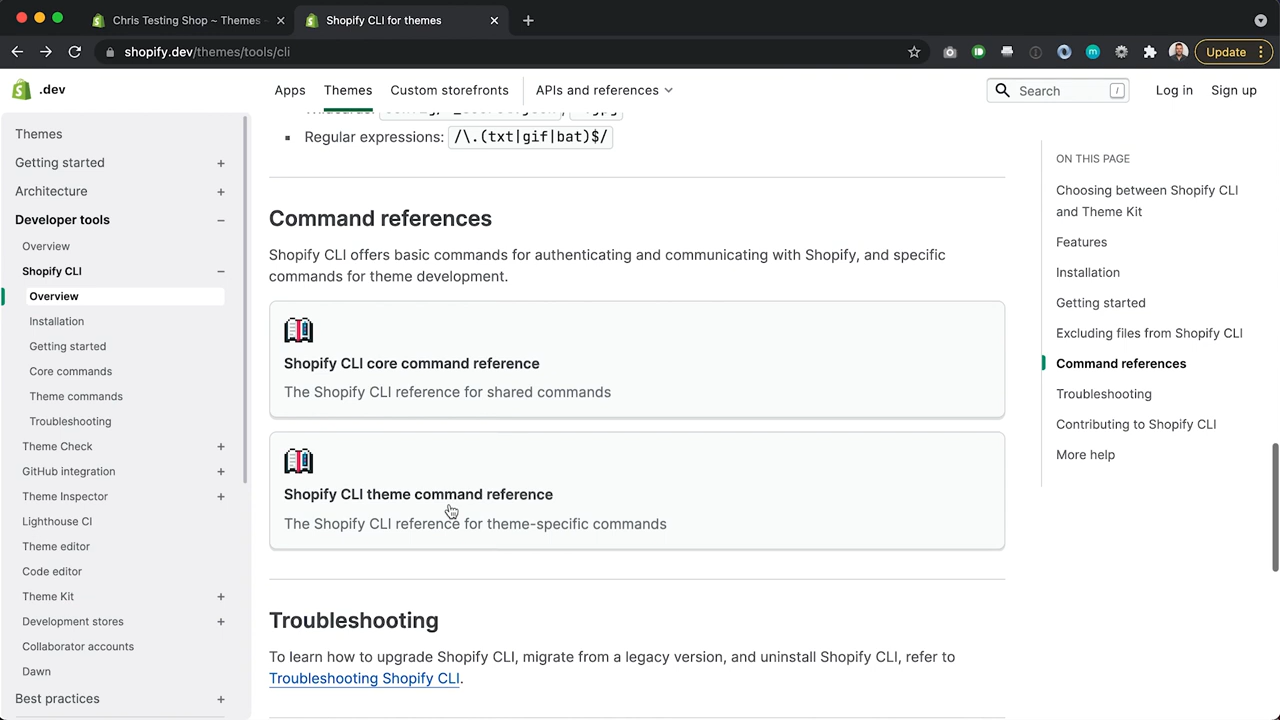 Chris Testing Shop ~ Themes
Shopify CLI for themes
shopify.dev/themes/tools/cli
Update
.dev
Apps
Themes
Custom storefronts
APIs and references
Search
/
Log in
Sign up
Themes
Getting started
Architecture
Developer tools
Overview
Shopify CLI
Overview
Installation
Getting started
Core commands
Theme commands
Troubleshooting
Theme Check
GitHub integration
Theme Inspector
Lighthouse CI
Theme editor
Code editor
Theme Kit
Development stores
Collaborator accounts
Dawn
Best practices
Regular expressions: /\.(txt|gif|bat)$/
Command references
Shopify CLI offers basic commands for authenticating and communicating with Shopify, and specific
commands for theme development.
Shopify CLI core command reference
The Shopify CLI reference for shared commands
Shopify CLI theme command reference
The Shopify CLI reference for theme-specific commands
Troubleshooting
To learn how to upgrade Shopify CLI, migrate from a legacy version, and uninstall Shopify CLI, refer to
Troubleshooting Shopify CLI.
ON THIS PAGE
Choosing between Shopify CLI
and Theme Kit
Features
Installation
Getting started
Excluding files from Shopify CLI
Command references
Troubleshooting
Contributing to Shopify CLI
More help